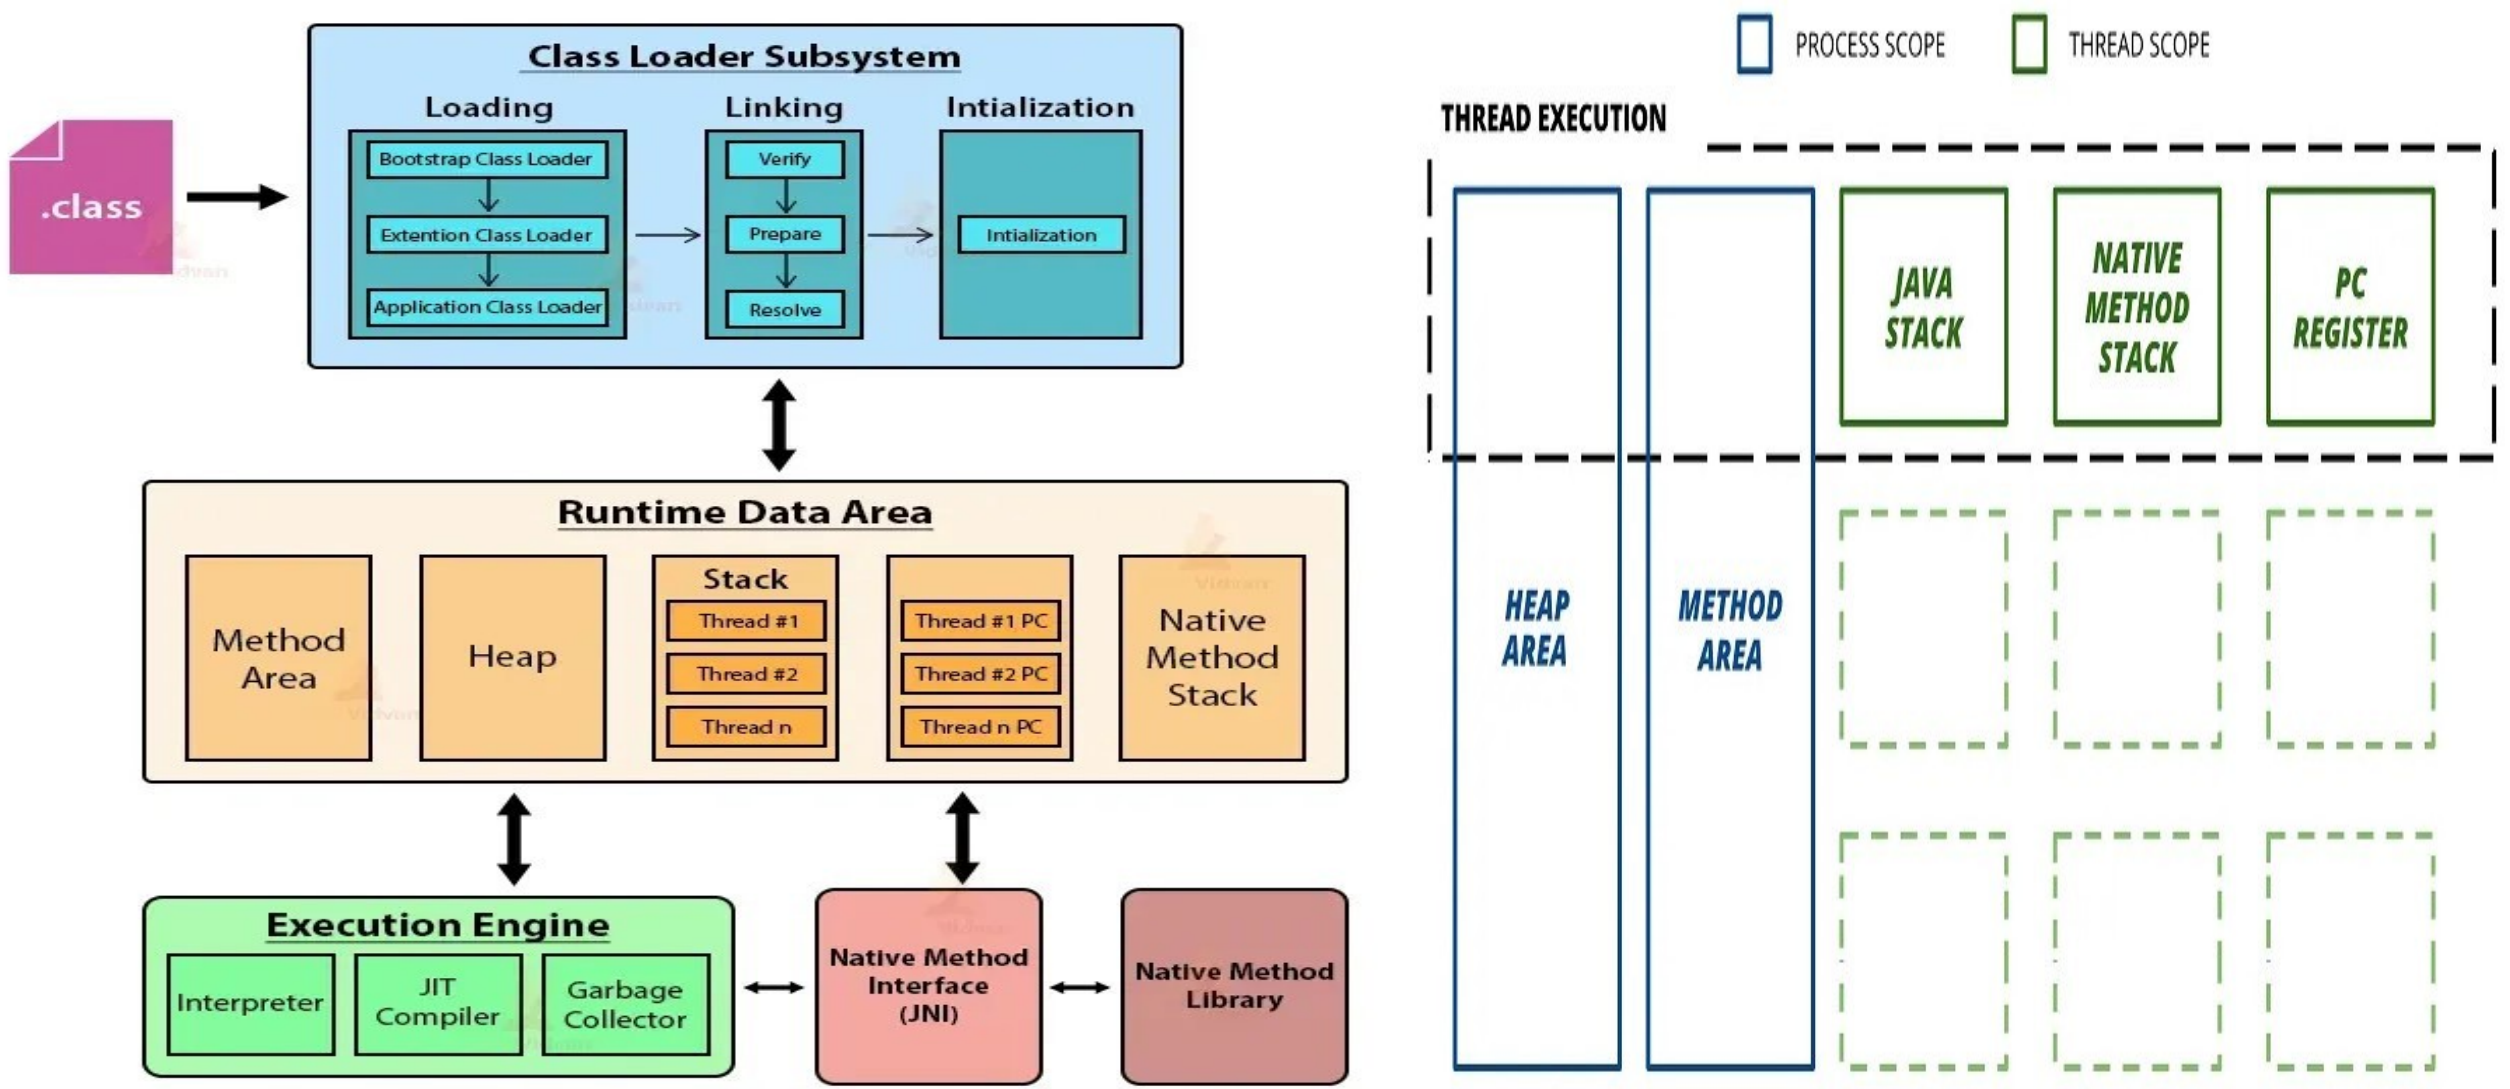 Class Loader Subsystem
Loading
Linking
Intialization
.class
Bootstrap Class Loader
Extention Class Loader
Application Class Loader
Verify
Prepare
Resolve
Intialization
Runtime Data Area
Method
Area
Heap
Stack
Thread #1
Thread #2
Thread n
Thread #1 PC
Thread #2 PC
Thread n PC
Native
Method
Stack
Execution Engine
Interpreter
JIT
Compiler
Garbage
Collector
Native Method
Interface
(JNI)
Native Method
Library
PROCESS SCOPE
THREAD SCOPE
THREAD EXECUTION
HEAP
AREA
METHOD
AREA
JAVA
STACK
NATIVE
METHOD
STACK
PC
REGISTER